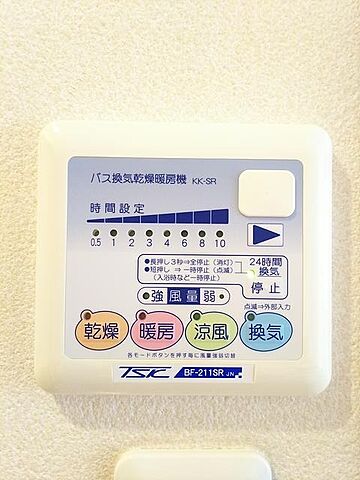 バス換気乾燥暖房機 KK-SR
時間設定
0.5 1 2 3 4 6 8 10
●長押し3秒⇒全停止(消灯)
●短押し ⇒一時停止(点滅)
(入浴時など一時停止)
24時間
換気
停止
強 風量 弱
点滅⇒外部入力
乾燥 暖房 涼風 換気
各モードボタンを押す毎に風量強弱切替
TSK BF-211SR JN